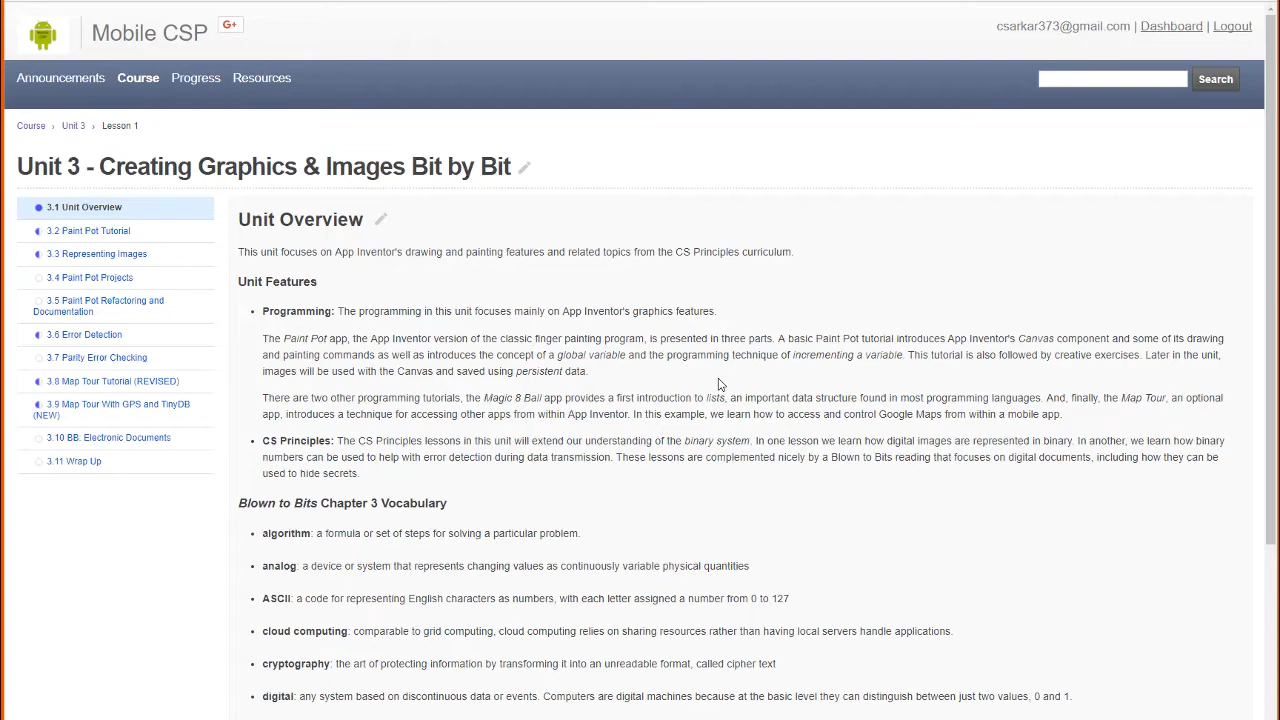 Mobile CSP
G+
csarkar373@gmail.com | Dashboard | Logout
Announcements Course Progress Resources
Search
Course › Unit 3 › Lesson 1
Unit 3 - Creating Graphics & Images Bit by Bit
3.1 Unit Overview
3.2 Paint Pot Tutorial
3.3 Representing Images
3.4 Paint Pot Projects
3.5 Paint Pot Refactoring and
Documentation
3.6 Error Detection
3.7 Parity Error Checking
3.8 Map Tour Tutorial (REVISED)
3.9 Map Tour With GPS and TinyDB
(NEW)
3.10 BB: Electronic Documents
3.11 Wrap Up
Unit Overview
This unit focuses on App Inventor's drawing and painting features and related topics from the CS Principles curriculum.
Unit Features
• Programming: The programming in this unit focuses mainly on App Inventor's graphics features.
The Paint Pot app, the App Inventor version of the classic finger painting program, is presented in three parts. A basic Paint Pot tutorial introduces App Inventor's Canvas component and some of its drawing
and painting commands as well as introduces the concept of a global variable and the programming technique of incrementing a variable. This tutorial is also followed by creative exercises. Later in the unit,
images will be used with the Canvas and saved using persistent data.
There are two other programming tutorials, the Magic 8 Ball app provides a first introduction to lists, an important data structure found in most programming languages. And, finally, the Map Tour, an optional
app, introduces a technique for accessing other apps from within App Inventor. In this example, we learn how to access and control Google Maps from within a mobile app.
• CS Principles: The CS Principles lessons in this unit will extend our understanding of the binary system. In one lesson we learn how digital images are represented in binary. In another, we learn how binary
numbers can be used to help with error detection during data transmission. These lessons are complemented nicely by a Blown to Bits reading that focuses on digital documents, including how they can be
used to hide secrets.
Blown to Bits Chapter 3 Vocabulary
• algorithm: a formula or set of steps for solving a particular problem.
• analog: a device or system that represents changing values as continuously variable physical quantities
• ASCII: a code for representing English characters as numbers, with each letter assigned a number from 0 to 127
• cloud computing: comparable to grid computing, cloud computing relies on sharing resources rather than having local servers handle applications.
• cryptography: the art of protecting information by transforming it into an unreadable format, called cipher text
• digital: any system based on discontinuous data or events. Computers are digital machines because at the basic level they can distinguish between just two values, 0 and 1.